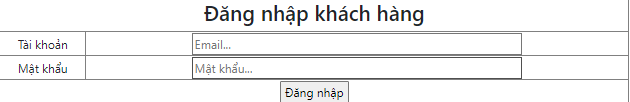 Đăng nhập khách hàng
Tài khoản Email...
Mật khẩu Mật khẩu...
Đăng nhập